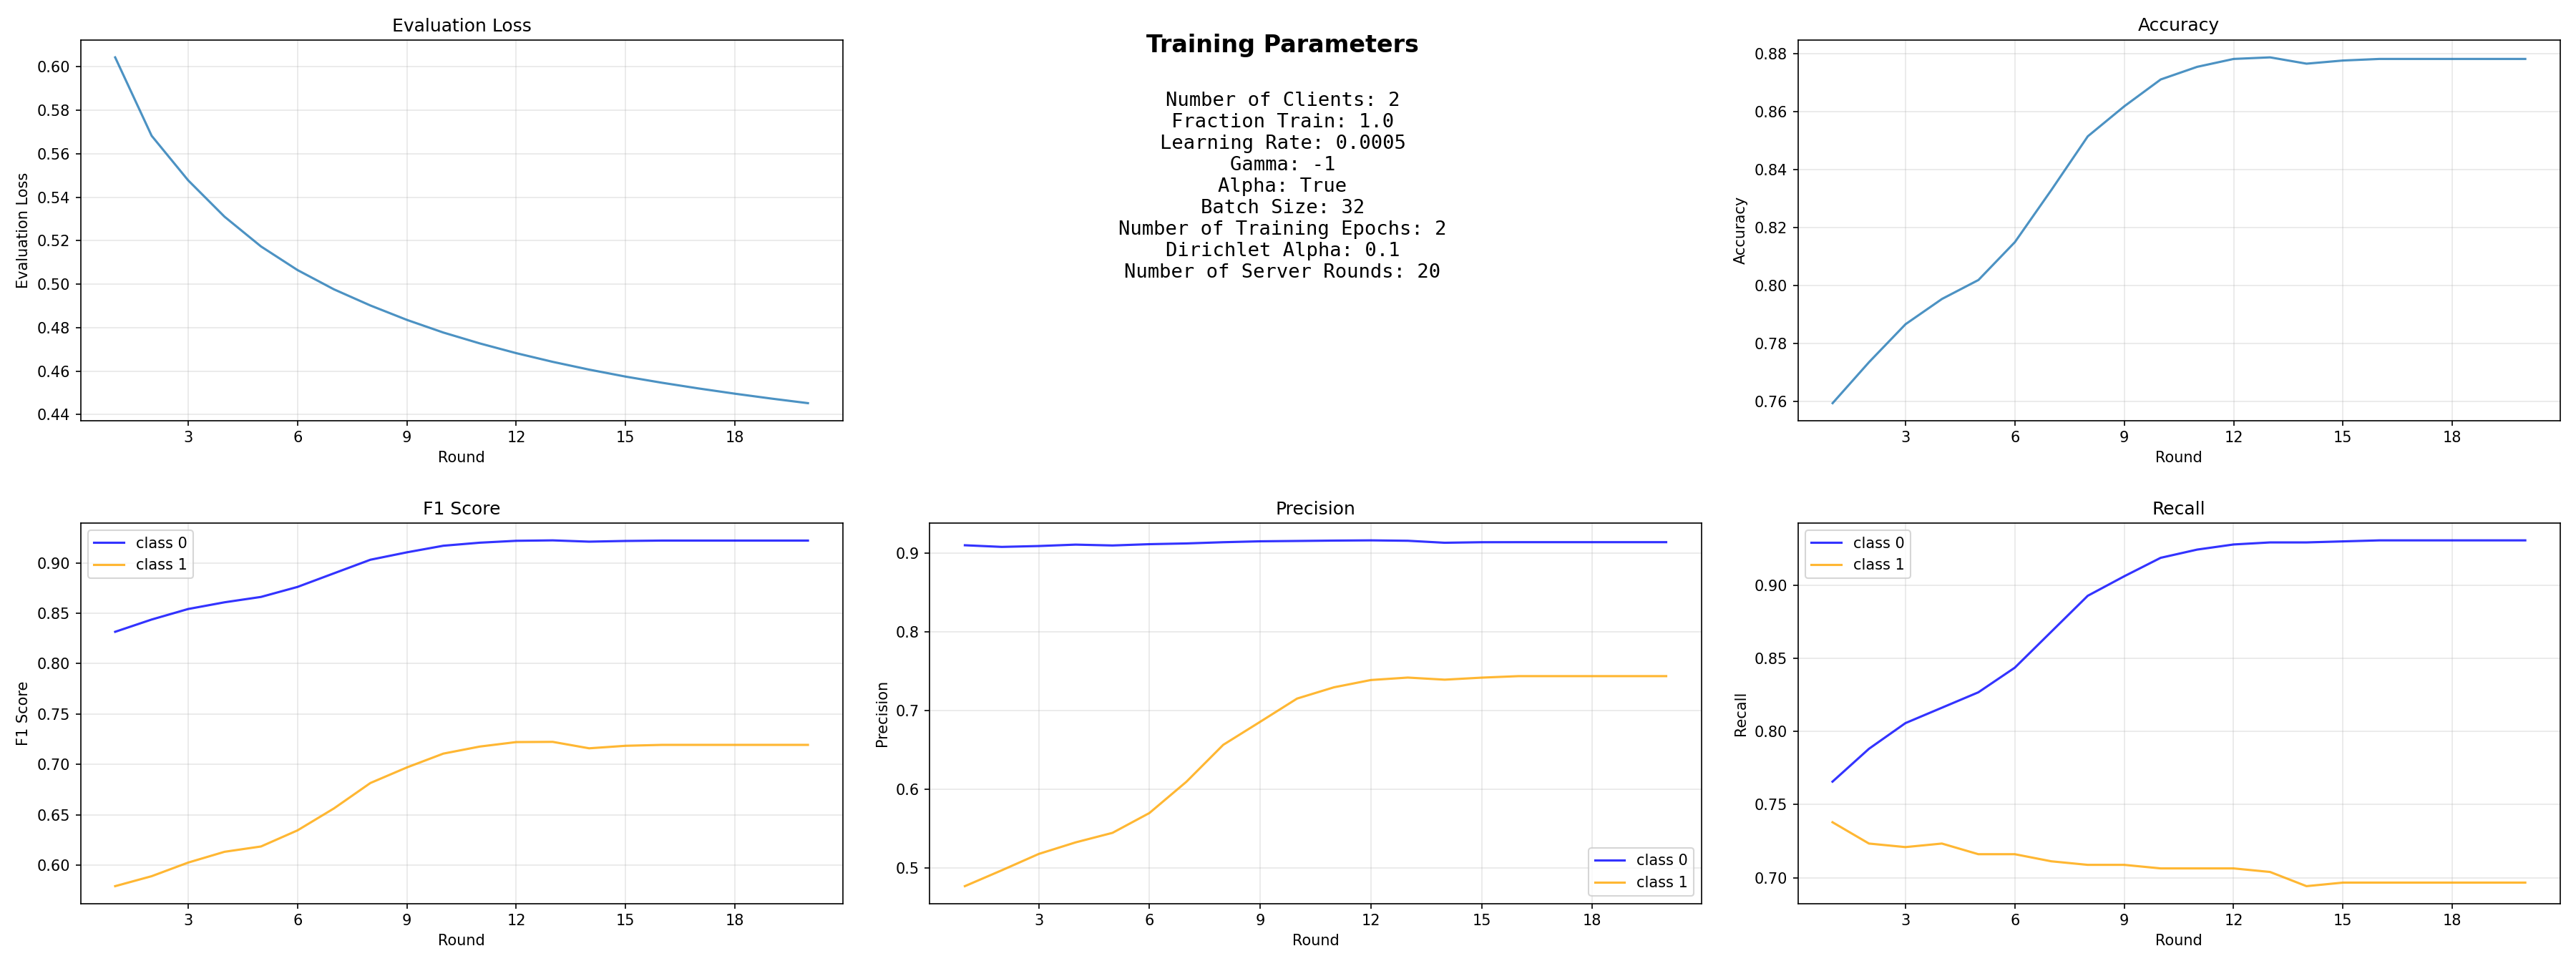 Evaluation Loss
Evaluation Loss
0.60
0.58
0.56
0.54
0.52
0.50
0.48
0.46
0.44
3 6 9 12 15 18
Round
Training Parameters
Number of Clients: 2
Fraction Train: 1.0
Learning Rate: 0.0005
Gamma: -1
Alpha: True
Batch Size: 32
Number of Training Epochs: 2
Dirichlet Alpha: 0.1
Number of Server Rounds: 20
Accuracy
Accuracy
0.88
0.86
0.84
0.82
0.80
0.78
0.76
3 6 9 12 15 18
Round
F1 Score
F1 Score
class 0
class 1
0.90
0.85
0.80
0.75
0.70
0.65
0.60
3 6 9 12 15 18
Round
Precision
Precision
0.9
0.8
0.7
0.6
0.5
class 0
class 1
3 6 9 12 15 18
Round
Recall
Recall
class 0
class 1
0.90
0.85
0.80
0.75
0.70
3 6 9 12 15 18
Round